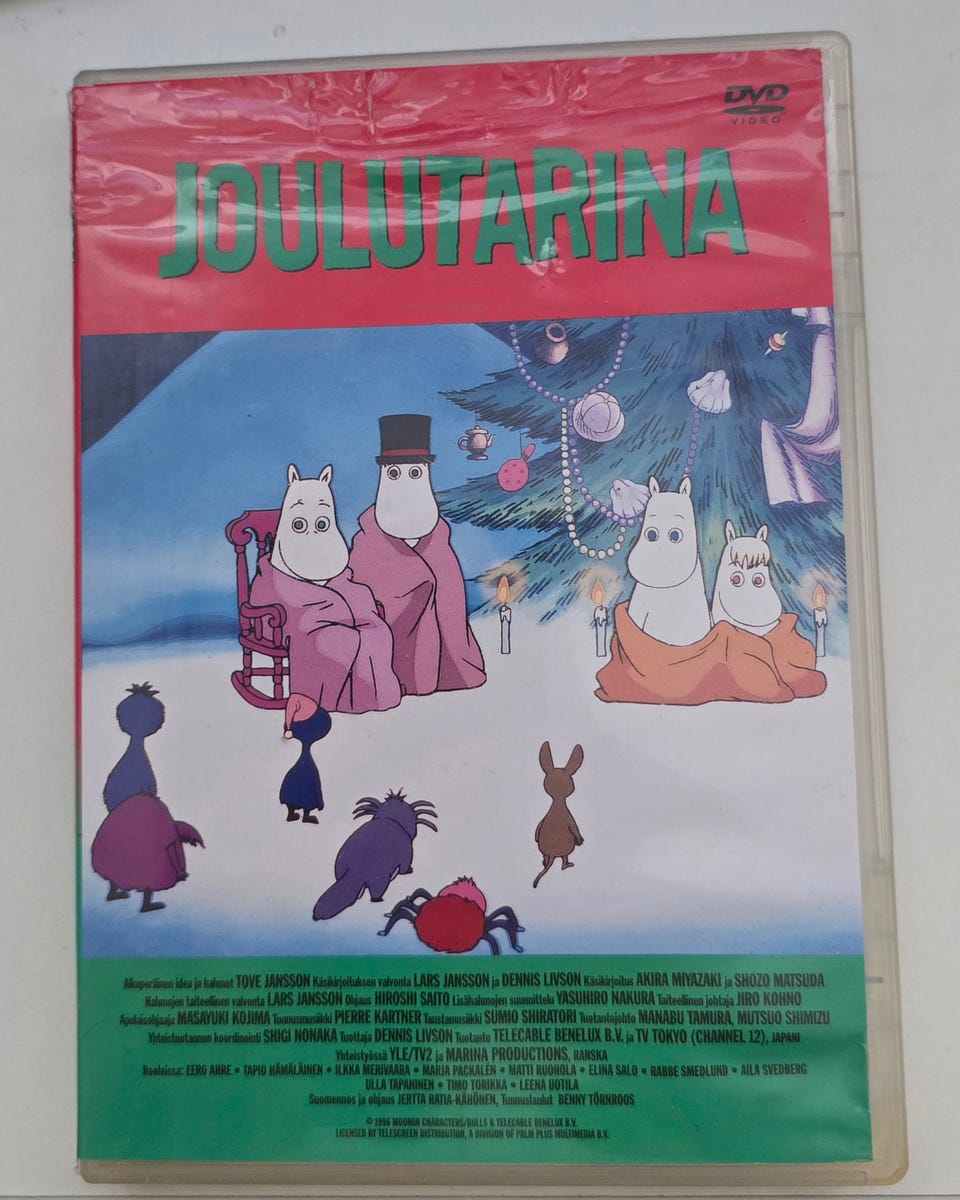 DVD
VIDEO
JOULUTARINA
Alkuperäinen idea ja hahmot TOVE JANSSON Käsikirjoituksen valvonta LARS JANSSON ja DENNIS LIVSON Käsikirjoitus AKIRA MIYAZAKI ja SHOZO MATSUDA
Hahmojen taiteellinen valvonta LARS JANSSON Ohjaus HIROSHI SAITO Lisähahmojen suunnittelu YASUHIRO NAKURA Taiteellinen johtaja JIRO KOHNO
Apulaisohjaaja MASAYUKI KOJIMA Tunnusmusiikki PIERRE KARTNER Taustamusiikki SUMIO SHIRATORI Tuotantojohto MANABU TAMURA, MUTSUO SHIMIZU
Yhteistuotannon koordinointi SHIGI NONAKA Tuottaja DENNIS LIVSON Tuotanto TELECABLE BENELUX B.V. ja TV TOKYO (CHANNEL 12), JAPANI
Yhteistyössä YLE/TV2 ja MARINA PRODUCTIONS, RANSKA
Rooleissa: EERO AHRE • TAPIO HÄMÄLÄINEN • ILKKA MERIVAARA • MARJA PACKALÉN • MATTI RUOHOLA • ELINA SALO • RABBE SMEDLUND • AILA SVEDBERG
ULLA TAPANINEN • TIMO TORIKKA • LEENA UOTILA
Suomennos ja ohjaus JERTTA RATIA-KÄHÖNEN, Tunnuslaulut BENNY TÖRNROOS
© 1996 MOOMIN CHARACTERS/BULLS & TELECABLE BENELUX B.V.
LICENSED BY TELESCREEN DISTRIBUTION, A DIVISION OF PALM PLUS MULTIMEDIA B.V.